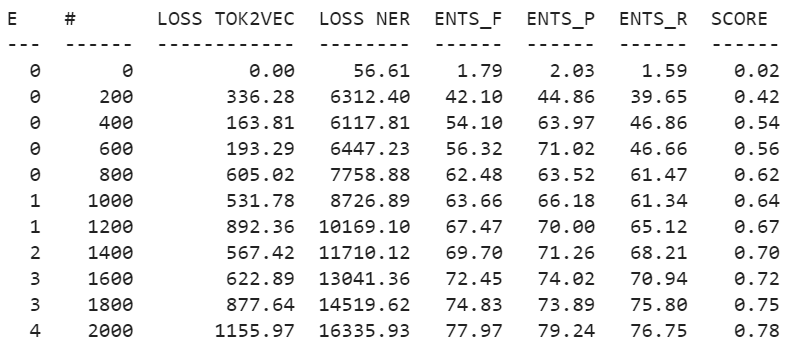 E    #       LOSS TOK2VEC  LOSS NER  ENTS_F  ENTS_P  ENTS_R  SCORE
---  ------  ------------  --------  ------  ------  ------  ------
  0       0          0.00     56.61    1.79    2.03    1.59    0.02
  0     200        336.28   6312.40   42.10   44.86   39.65    0.42
  0     400        163.81   6117.81   54.10   63.97   46.86    0.54
  0     600        193.29   6447.23   56.32   71.02   46.66    0.56
  0     800        605.02   7758.88   62.48   63.52   61.47    0.62
  1    1000        531.78   8726.89   63.66   66.18   61.34    0.64
  1    1200        892.36  10169.10   67.47   70.00   65.12    0.67
  2    1400        567.42  11710.12   69.70   71.26   68.21    0.70
  3    1600        622.89  13041.36   72.45   74.02   70.94    0.72
  3    1800        877.64  14519.62   74.83   73.89   75.80    0.75
  4    2000       1155.97  16335.93   77.97   79.24   76.75    0.78